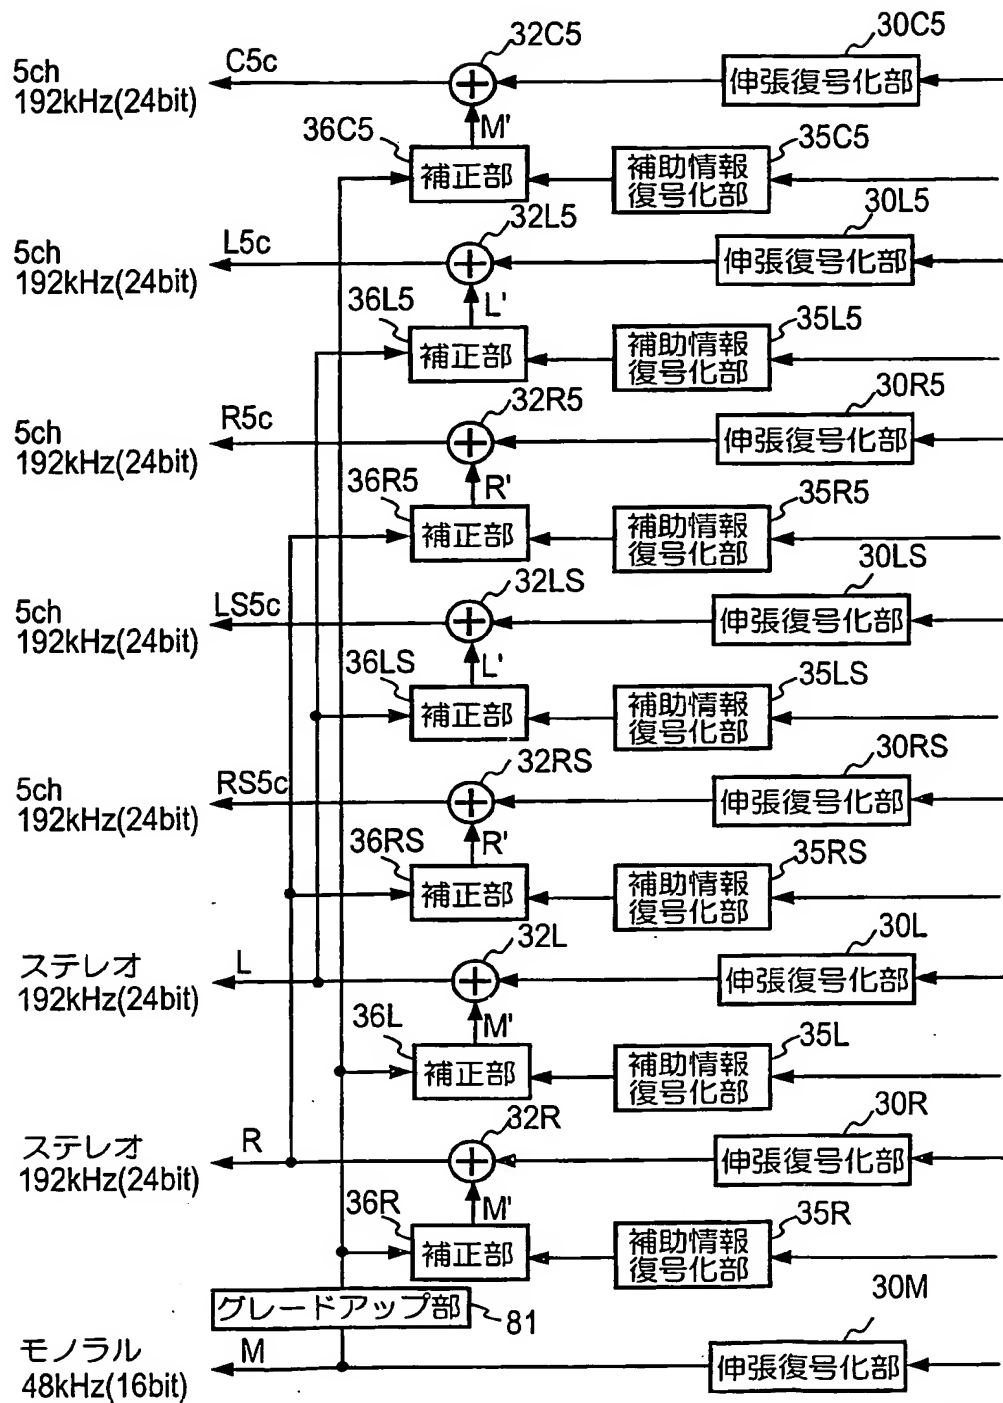 32C5
30C5
5ch
192kHz(24bit)
C5c
伸張復号化部
36C5
M'
35C5
補正部
補助情報
復号化部
32L5
30L5
5ch
192kHz(24bit)
L5c
伸張復号化部
36L5
L'
35L5
補正部
補助情報
復号化部
32R5
30R5
5ch
192kHz(24bit)
R5c
伸張復号化部
36R5
R'
35R5
補正部
補助情報
復号化部
32LS
30LS
5ch
192kHz(24bit)
LS5c
伸張復号化部
36LS
L'
35LS
補正部
補助情報
復号化部
32RS
30RS
5ch
192kHz(24bit)
RS5c
伸張復号化部
36RS
R'
35RS
補正部
補助情報
復号化部
32L
30L
ステレオ
192kHz(24bit)
L
伸張復号化部
36L
M'
35L
補正部
補助情報
復号化部
32R
30R
ステレオ
192kHz(24bit)
R
伸張復号化部
36R
M'
35R
補正部
補助情報
復号化部
グレードアップ部
81
30M
モノラル
48kHz(16bit)
M
伸張復号化部